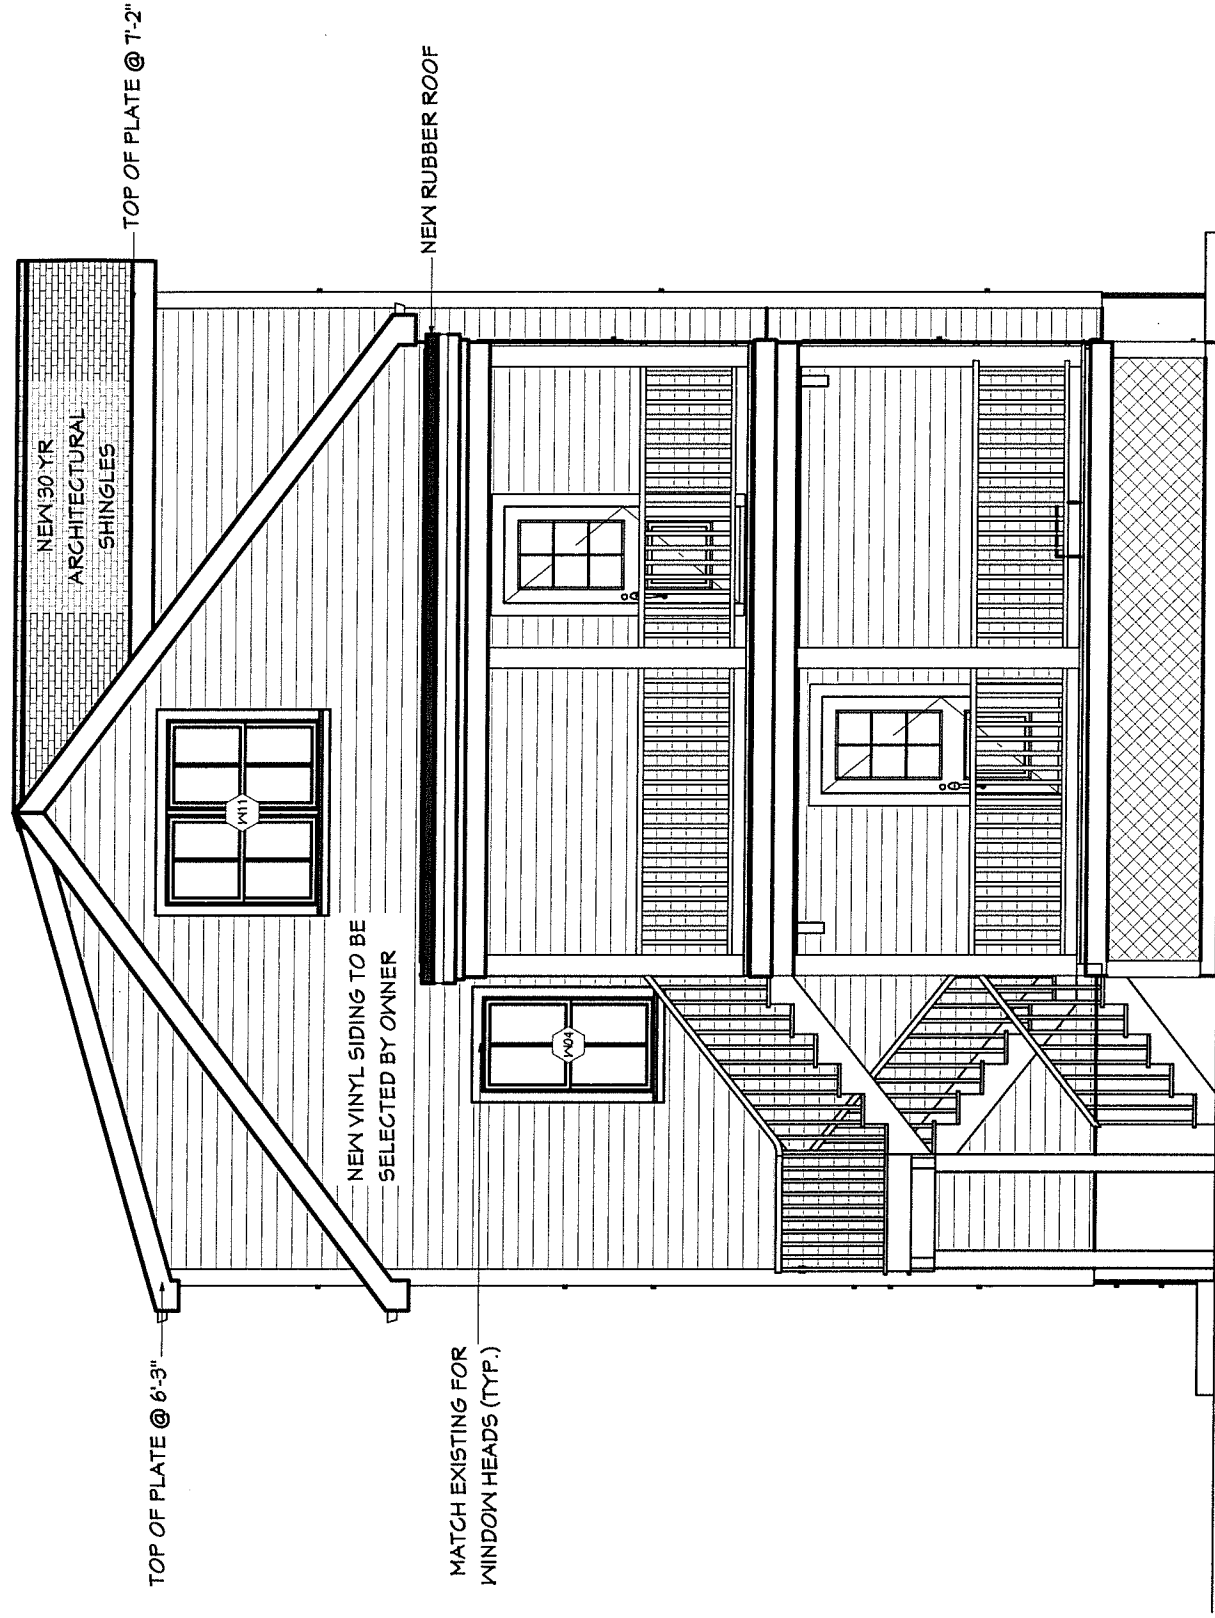 TOP OF PLATE @ 6'-3"
TOP OF PLATE @ 7'-2"
NEW 30 YR
ARCHITECTURAL
SHINGLES
W11
NEW VINYL SIDING TO BE
SELECTED BY OWNER
NEW RUBBER ROOF
MATCH EXISTING FOR
WINDOW HEADS (TYP.)
W04